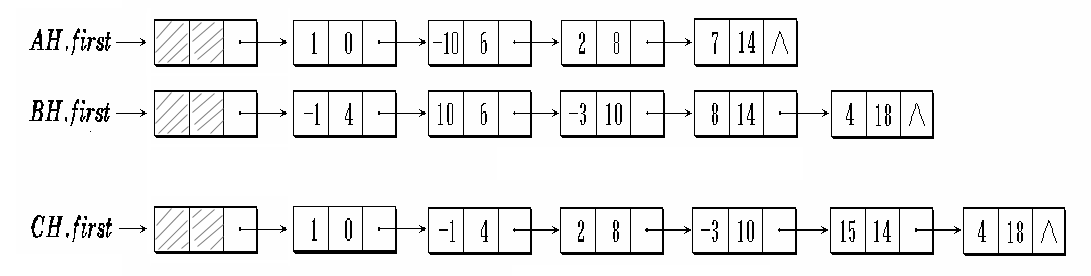 AH.first 1 0 -10 6 2 8 7 14 ∧
BH.first -1 4 10 6 -3 10 8 14 4 18 ∧
CH.first 1 0 -1 4 2 8 -3 10 15 14 4 18 ∧